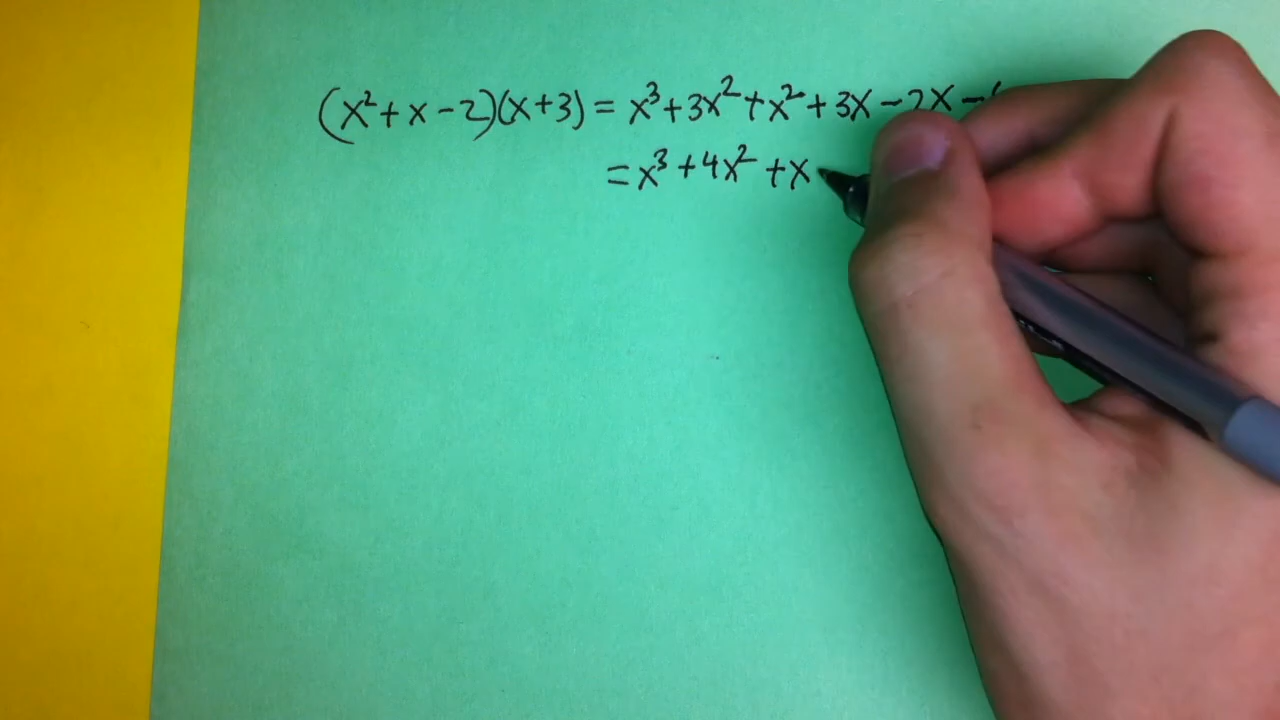 (x²+x-2)(x+3) = x³+3x²+x²+3x-2x-
=x³+4x²+x